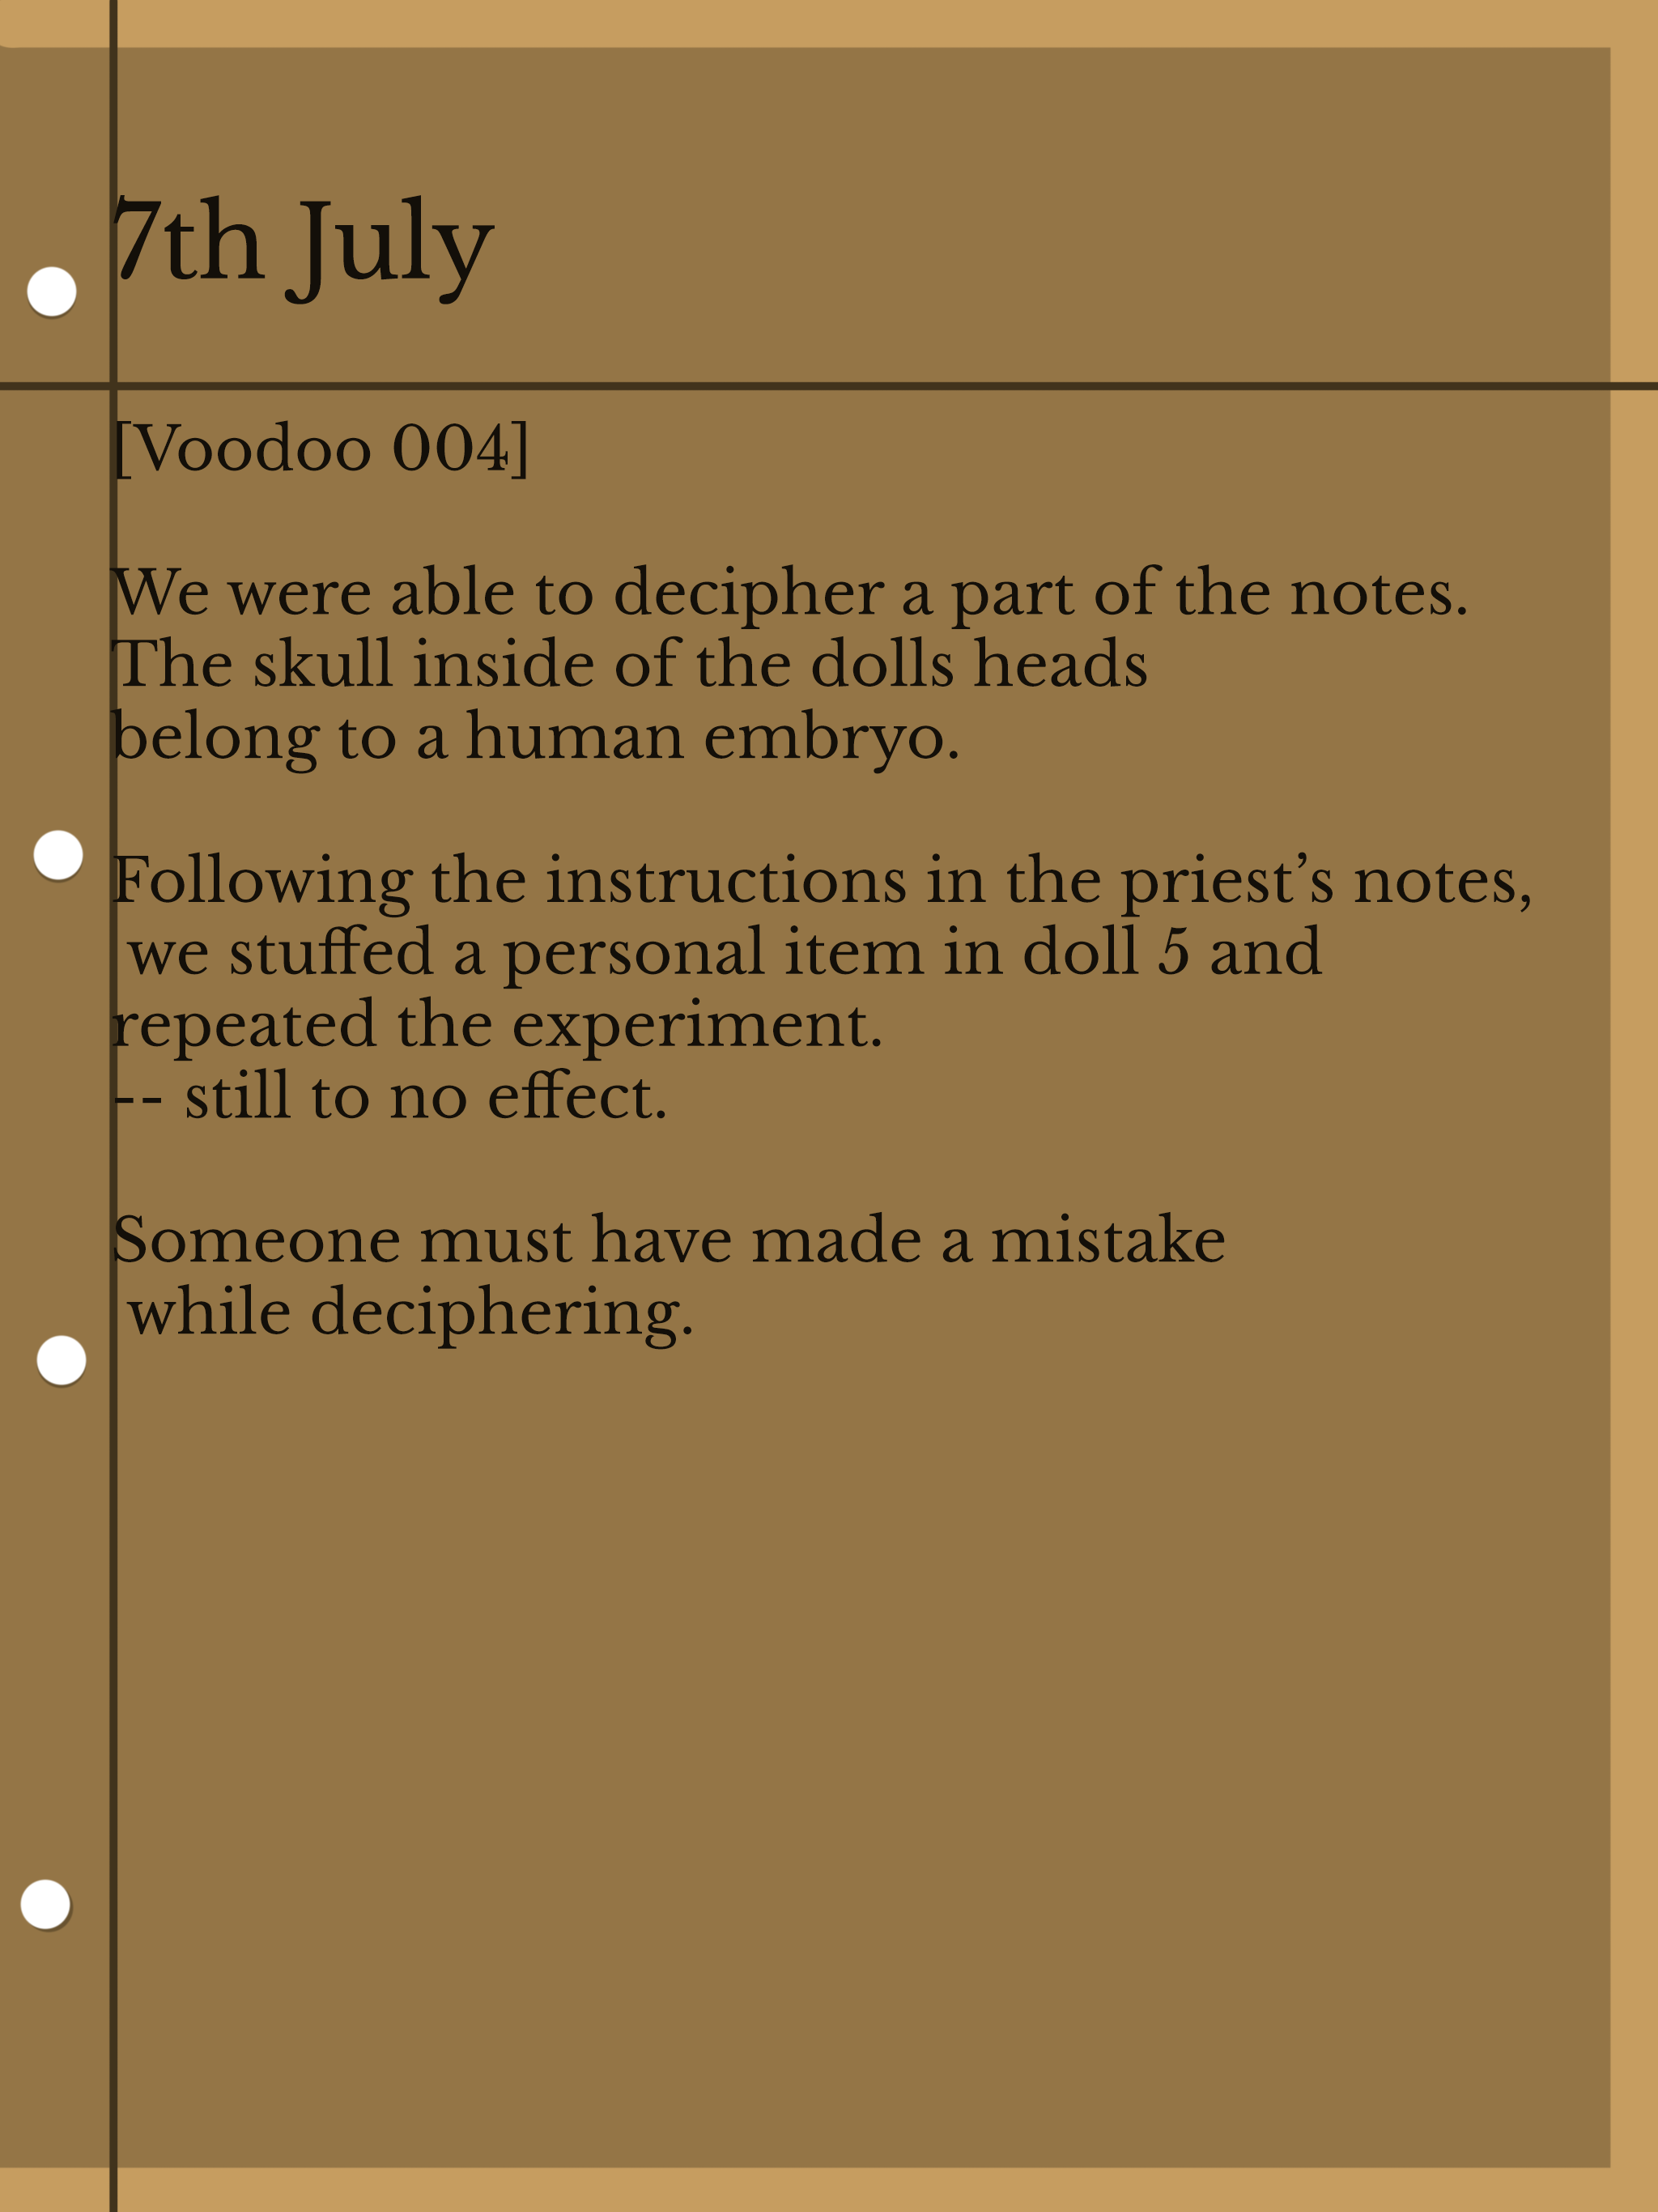 7th July
[Voodoo 004]
We were able to decipher a part of the notes.
The skull inside of the dolls heads
belong to a human embryo.
Following the instructions in the priest’s notes,
we stuffed a personal item in doll 5 and
repeated the experiment.
-- still to no effect.
Someone must have made a mistake
while deciphering.